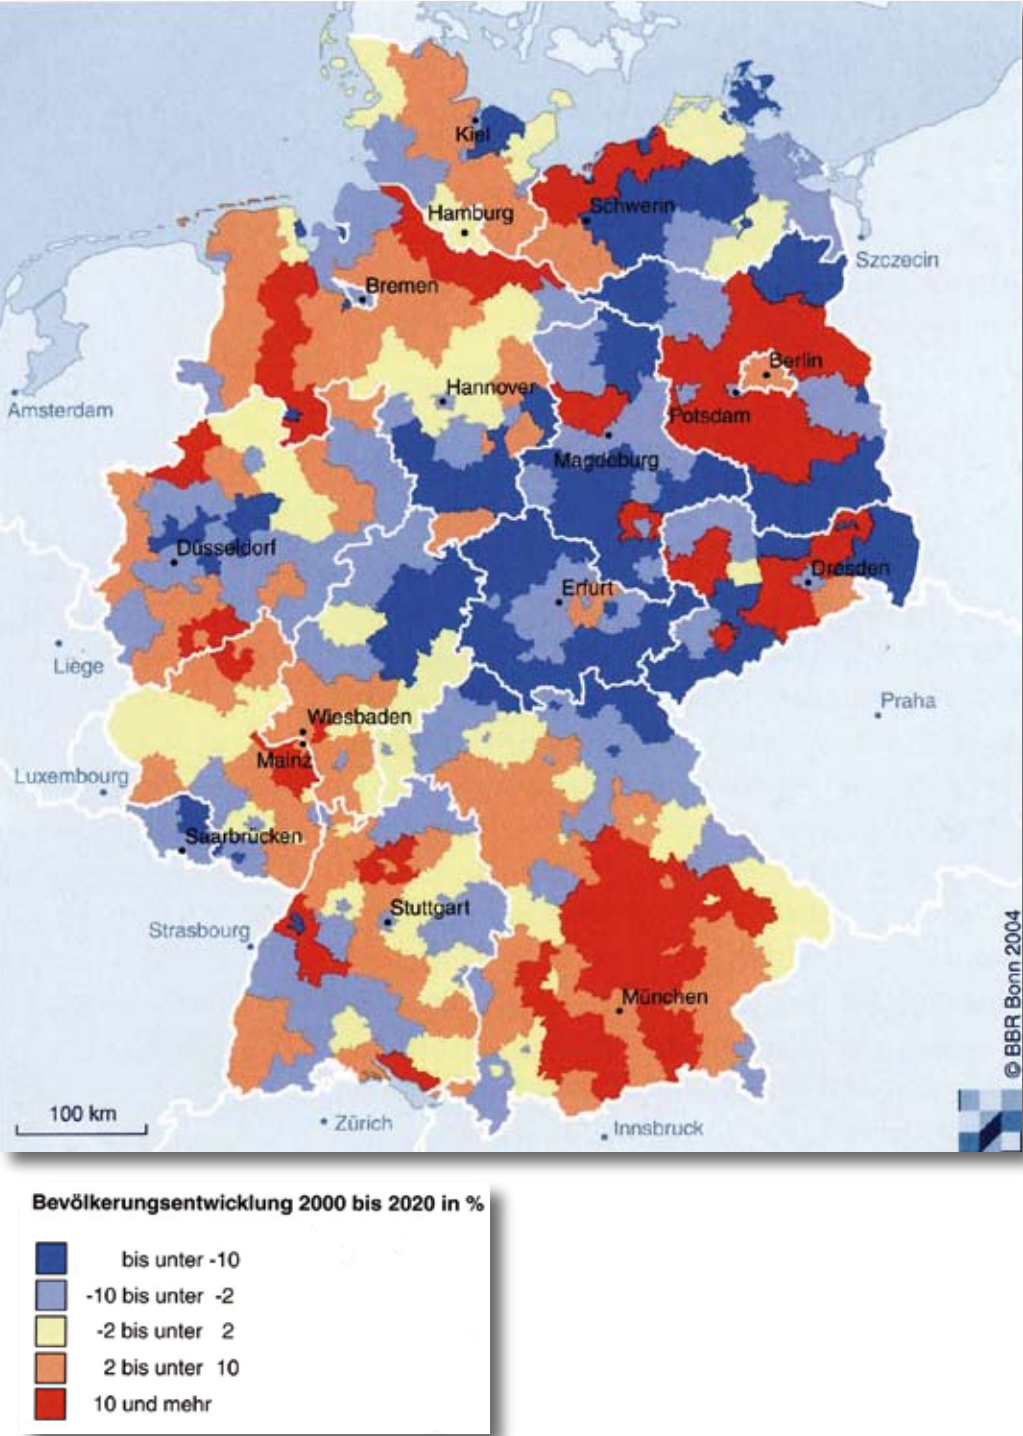 Kiel
Hamburg
Schwerin
Szczecin
Bremen
Berlin
Hannover
Amsterdam
Potsdam
Magdeburg
Düsseldorf
Dresden
Erfurt
Liège
Praha
Wiesbaden
Mainz
Luxembourg
Saarbrücken
Stuttgart
Strasbourg
München
© BBR Bonn 2004
100 km
Zürich
Innsbruck
Bevölkerungsentwicklung 2000 bis 2020 in %
bis unter -10
-10 bis unter -2
-2 bis unter 2
2 bis unter 10
10 und mehr